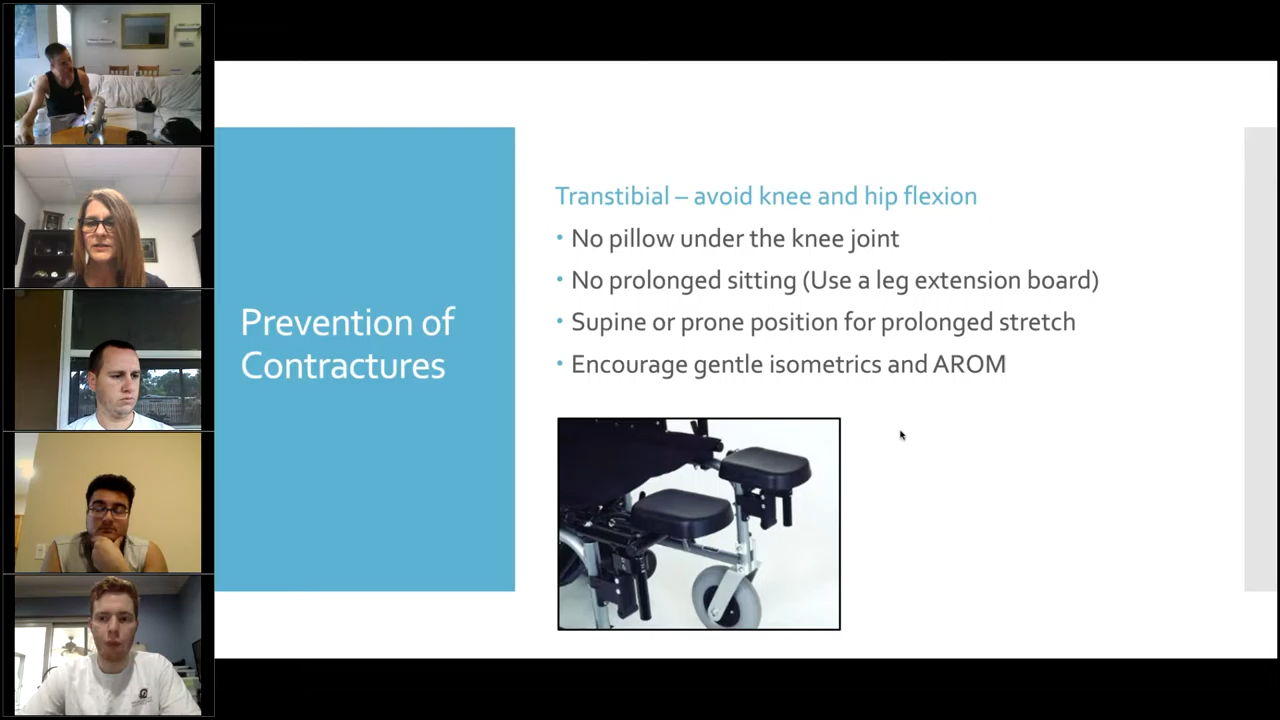 Prevention of
Contractures
Transtibial – avoid knee and hip flexion
• No pillow under the knee joint
• No prolonged sitting (Use a leg extension board)
• Supine or prone position for prolonged stretch
• Encourage gentle isometrics and AROM